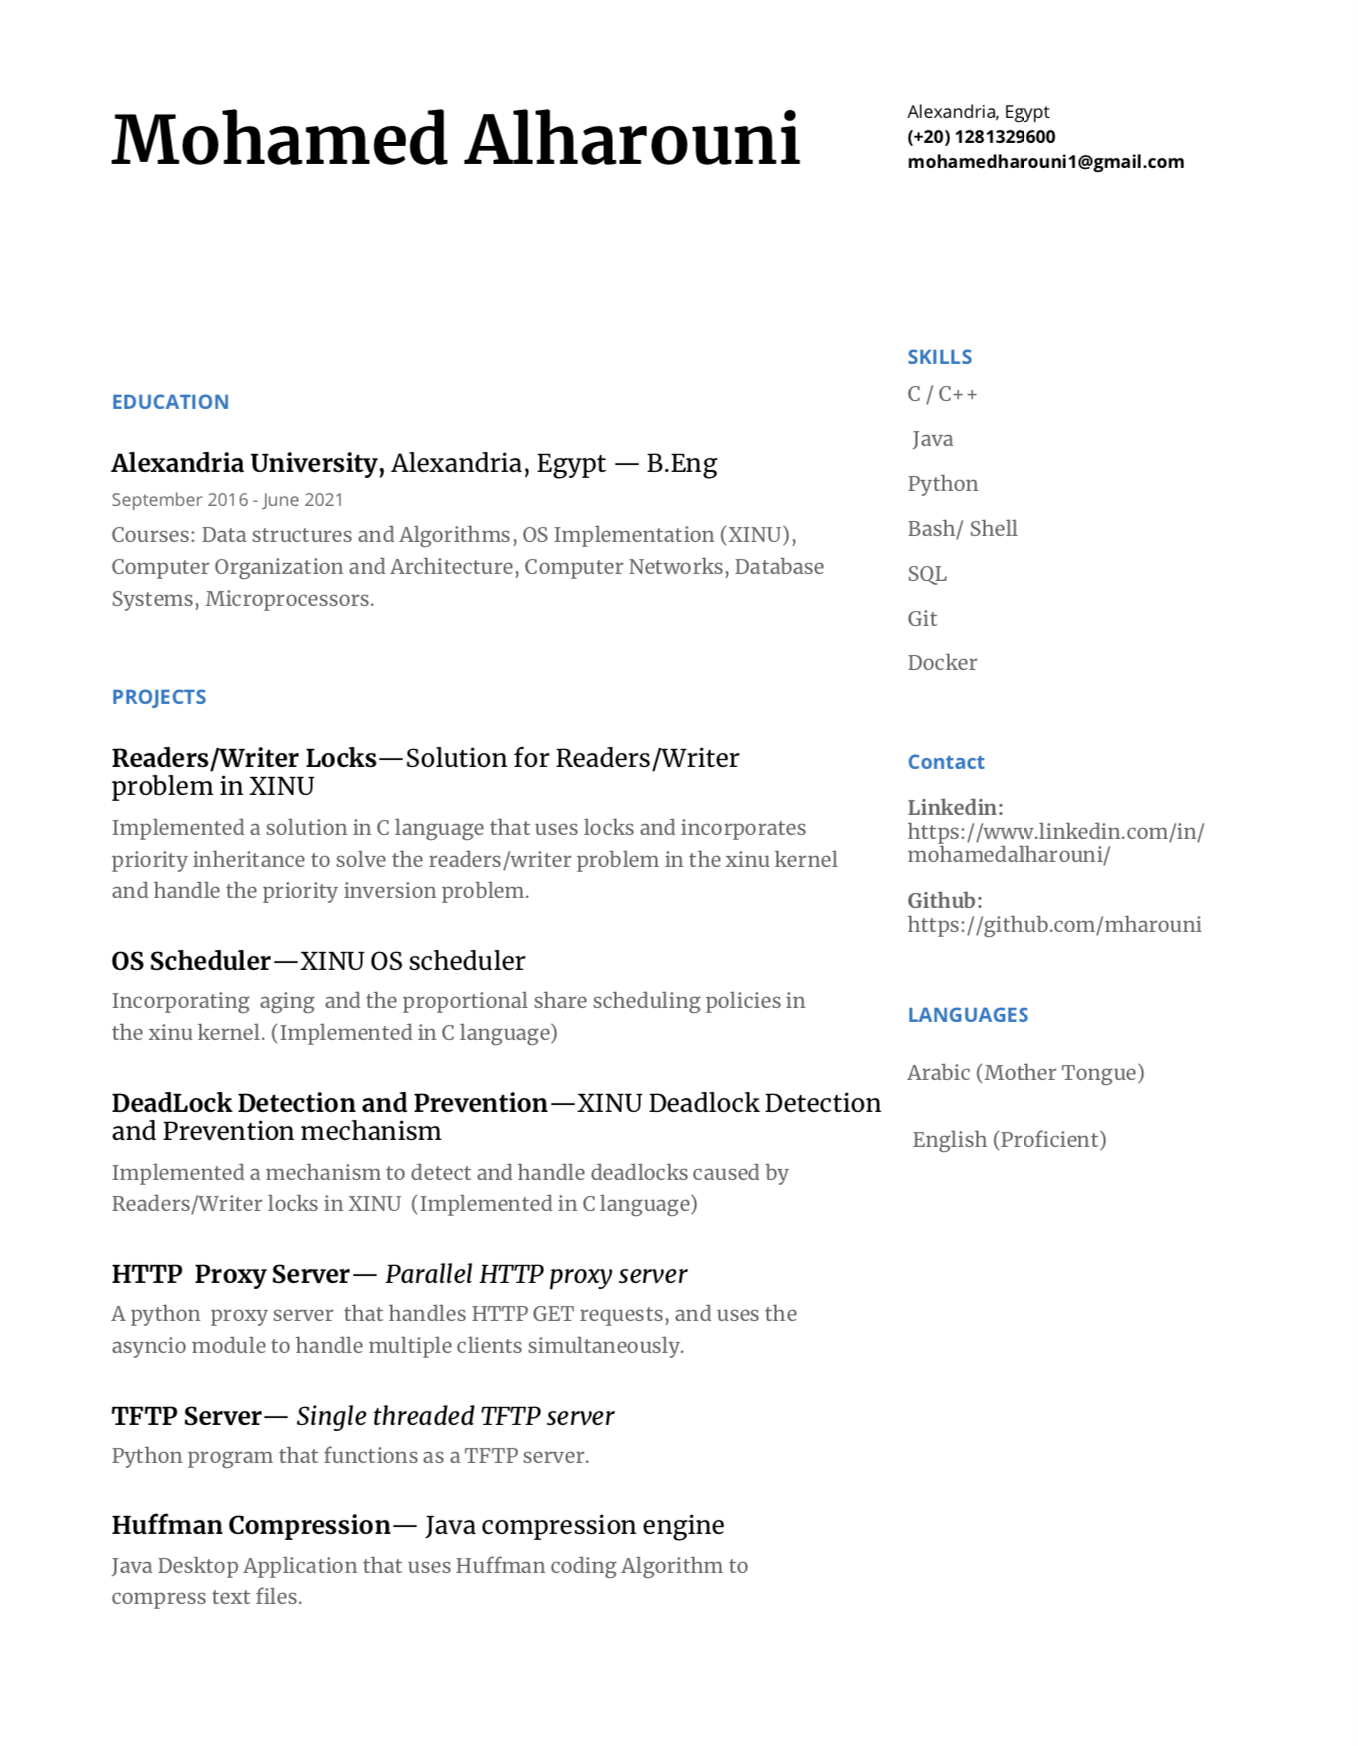 Mohamed Alharouni
Alexandria, Egypt
(+20) 1281329600
mohamedharouni1@gmail.com
EDUCATION
Alexandria University, Alexandria, Egypt — B.Eng
September 2016 - June 2021
Courses: Data structures and Algorithms, OS Implementation (XINU),
Computer Organization and Architecture, Computer Networks, Database
Systems, Microprocessors.
PROJECTS
Readers/Writer Locks—Solution for Readers/Writer
problem in XINU
Implemented a solution in C language that uses locks and incorporates
priority inheritance to solve the readers/writer problem in the xinu kernel
and handle the priority inversion problem.
OS Scheduler—XINU OS scheduler
Incorporating aging and the proportional share scheduling policies in
the xinu kernel. (Implemented in C language)
DeadLock Detection and Prevention—XINU Deadlock Detection
and Prevention mechanism
Implemented a mechanism to detect and handle deadlocks caused by
Readers/Writer locks in XINU (Implemented in C language)
HTTP Proxy Server— Parallel HTTP proxy server
A python proxy server that handles HTTP GET requests, and uses the
asyncio module to handle multiple clients simultaneously.
TFTP Server— Single threaded TFTP server
Python program that functions as a TFTP server.
Huffman Compression— Java compression engine
Java Desktop Application that uses Huffman coding Algorithm to
compress text files.
SKILLS
C / C++
Java
Python
Bash/ Shell
SQL
Git
Docker
Contact
Linkedin:
https://www.linkedin.com/in/
mohamedalharouni/
Github:
https://github.com/mharouni
LANGUAGES
Arabic (Mother Tongue)
English (Proficient)